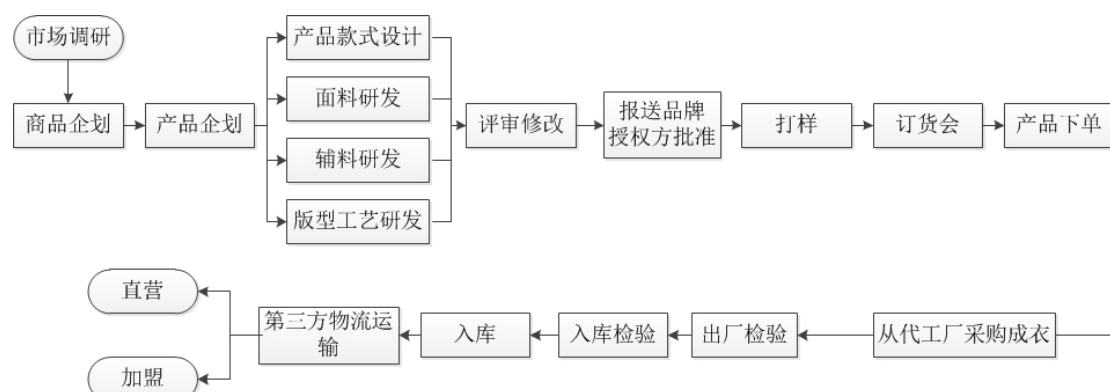 市场调研
商品企划
产品企划
产品款式设计
面料研发
辅料研发
版型工艺研发
评审修改
报送品牌
授权方批准
打样
订货会
产品下单
从代工厂采购成衣
出厂检验
入库检验
入库
第三方物流运
输
直营
加盟